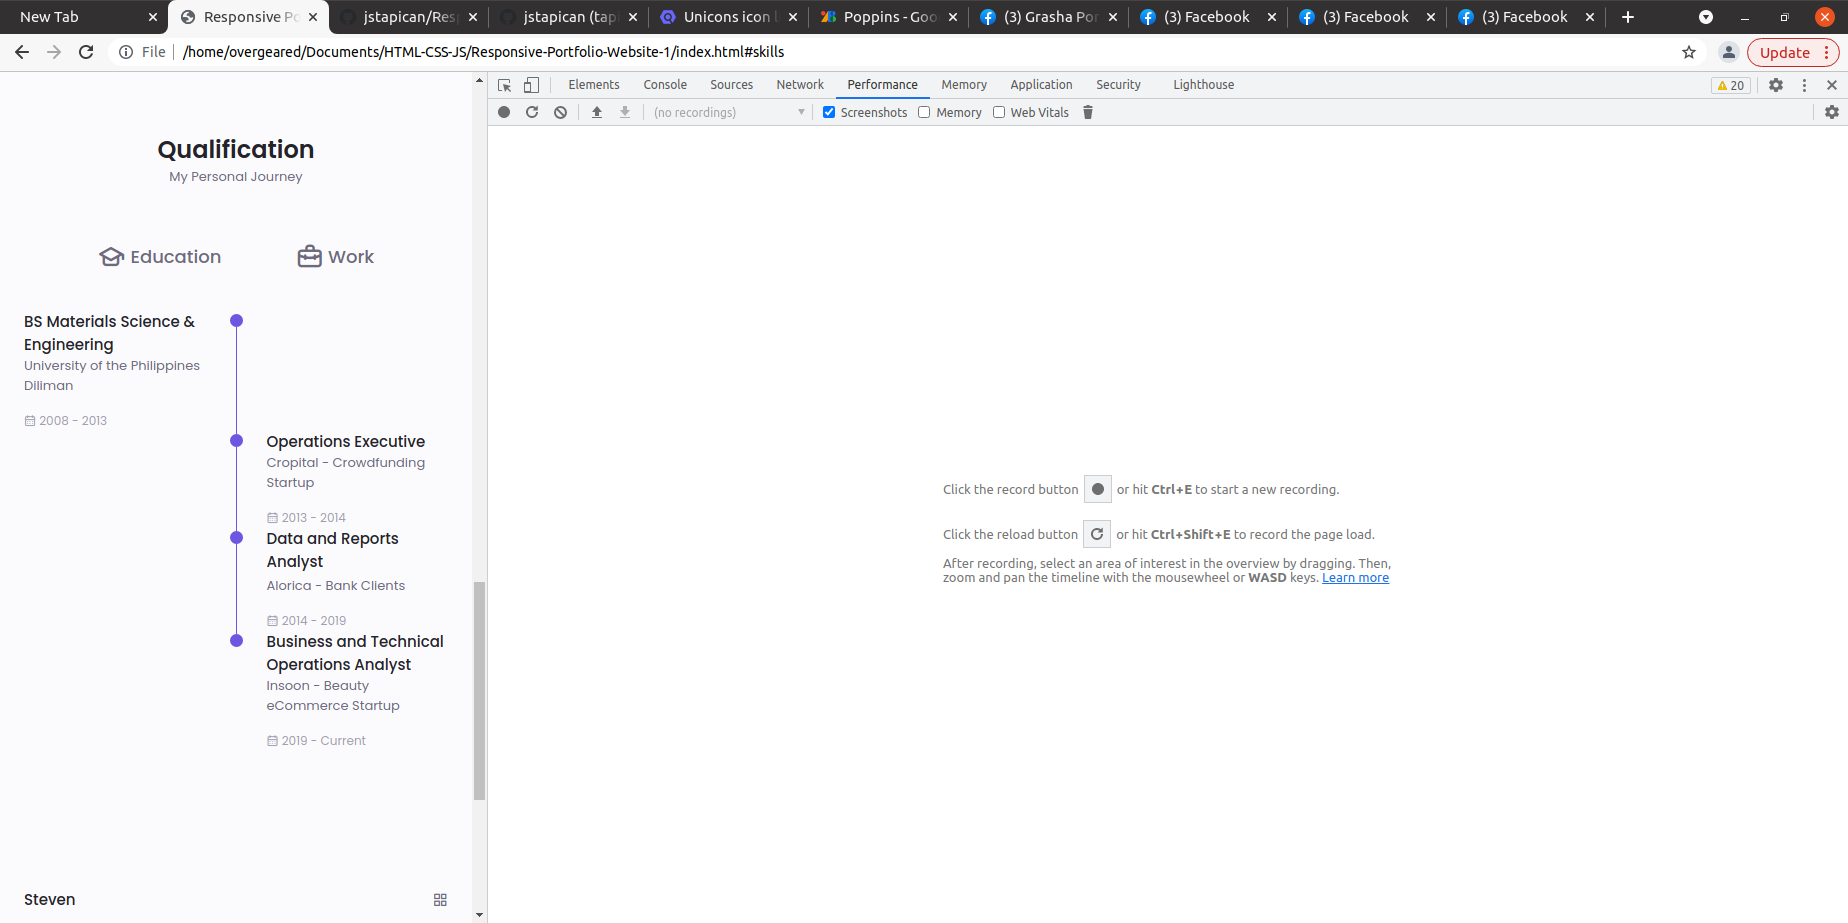 New Tab
Responsive Po
jstapican/Resp
jstapican (tap
Unicons icon l
Poppins - Goo
(3) Grasha Por
(3) Facebook
(3) Facebook
(3) Facebook
File
/home/overgeared/Documents/HTML-CSS-JS/Responsive-Portfolio-Website-1/index.html#skills
Update
Elements Console Sources Network Performance Memory Application Security Lighthouse
20
(no recordings) Screenshots Memory Web Vitals
Qualification
My Personal Journey
Education Work
BS Materials Science &
Engineering
University of the Philippines
Diliman
2008 - 2013
Operations Executive
Cropital - Crowdfunding
Startup
2013 - 2014
Data and Reports
Analyst
Alorica - Bank Clients
2014 - 2019
Business and Technical
Operations Analyst
Insoon - Beauty
eCommerce Startup
2019 - Current
Steven
Click the record button or hit Ctrl+E to start a new recording.
Click the reload button or hit Ctrl+Shift+E to record the page load.
After recording, select an area of interest in the overview by dragging. Then,
zoom and pan the timeline with the mousewheel or WASD keys. Learn more